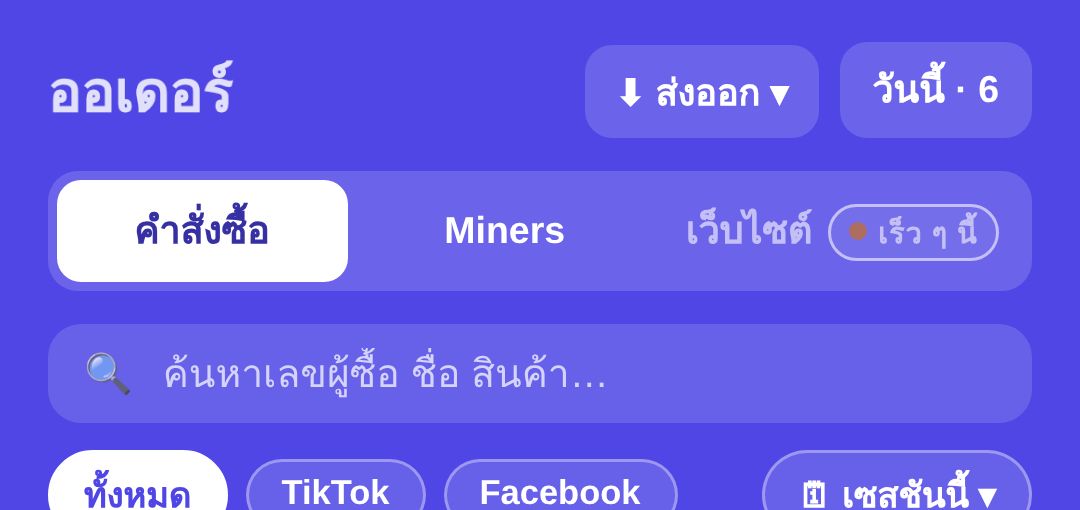 ออเดอร์
⬇ ส่งออก ▾
วันนี้ · 6
คำสั่งซื้อ
Miners
เว็บไซต์
เร็ว ๆ นี้
ค้นหาเลขผู้ซื้อ ชื่อ สินค้า…
ทั้งหมด
TikTok
Facebook
🗓 เซสชันนี้ ▾